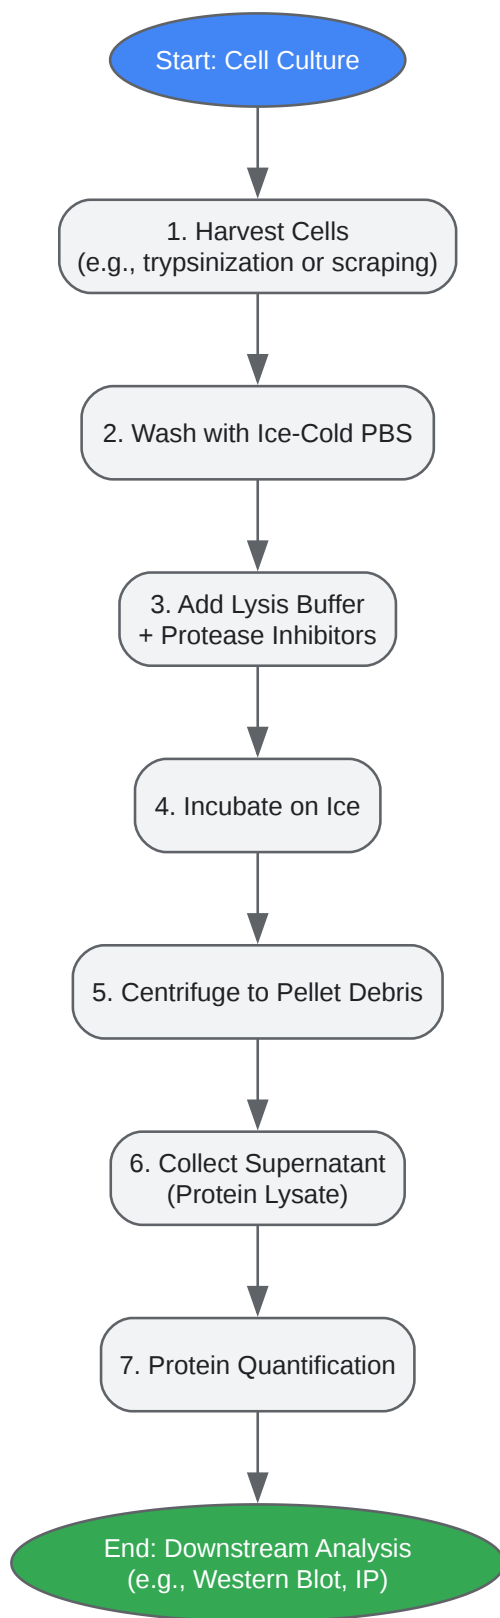 Start: Cell Culture
1. Harvest Cells
(e.g., trypsinization or scraping)
2. Wash with Ice-Cold PBS
3. Add Lysis Buffer
+ Protease Inhibitors
4. Incubate on Ice
5. Centrifuge to Pellet Debris
6. Collect Supernatant
(Protein Lysate)
7. Protein Quantification
End: Downstream Analysis
(e.g., Western Blot, IP)